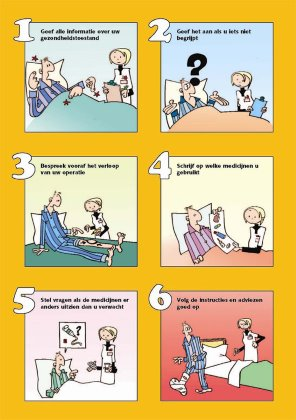 1
Geef alle informatie over uw
gezondheidstoestand
2
Geef het aan als u iets niet
begrijpt
?
3
Bespreek vooraf het verloop
van uw operatie
4
Schrijf op welke medicijnen u
gebruikt
5
Stel vragen als de medicijnen er
anders uitzien dan u verwacht
?
6
Volg de instructies en adviezen
goed op